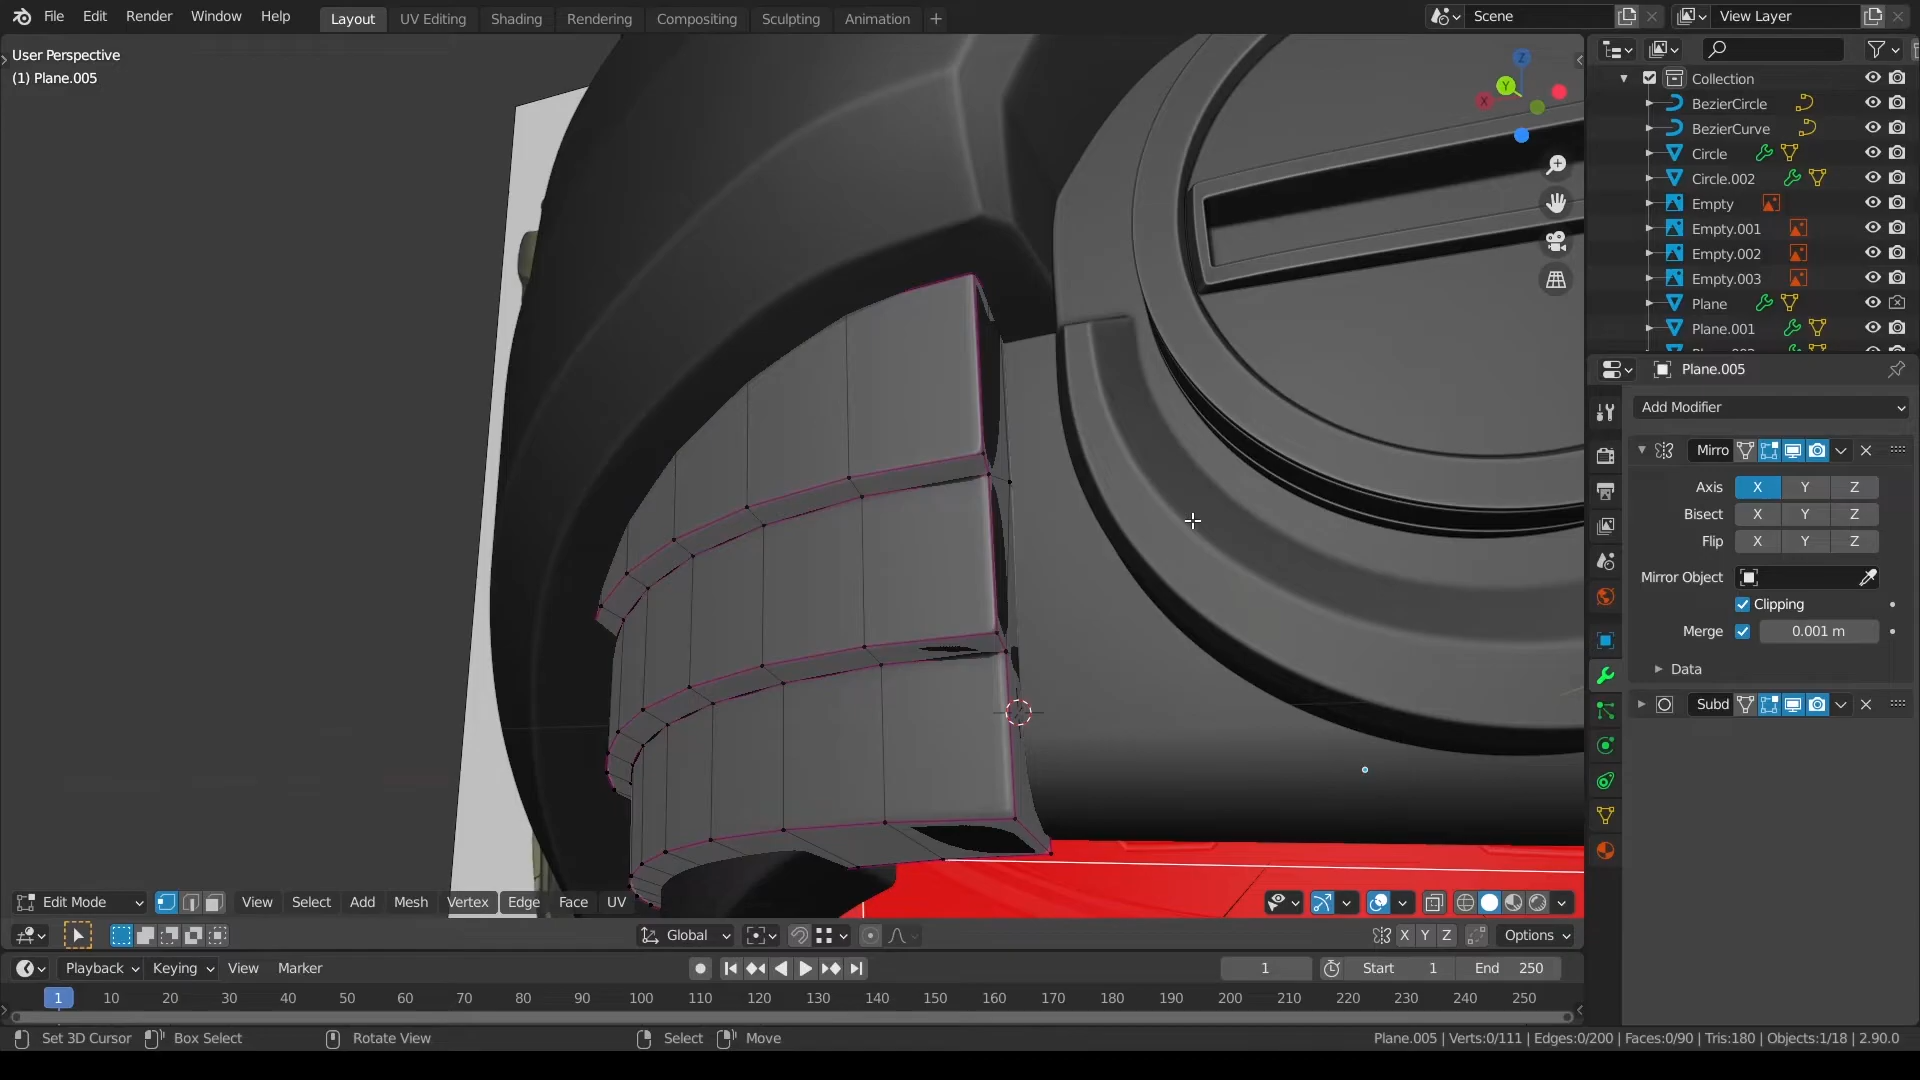 File Edit Render Window Help Layout UV Editing Shading Rendering Compositing Sculpting Animation + Scene View Layer
User Perspective
(1) Plane.005
Z
Y
X
Collection
BezierCircle
BezierCurve
Circle
Circle.002
Empty
Empty.001
Empty.002
Empty.003
Plane
Plane.001
Plane.005
Add Modifier
Mirro
Axis X Y Z
Bisect X Y Z
Flip X Y Z
Mirror Object
Clipping
Merge 0.001 m
Data
Subd
Edit Mode View Select Add Mesh Vertex Edge Face UV
Global X Y Z Options
Playback Keying View Marker 1 Start 1 End 250
1 10 20 30 40 50 60 70 80 90 100 110 120 130 140 150 160 170 180 190 200 210 220 230 240 250
Set 3D Cursor Box Select Rotate View Select Move Plane.005 | Verts:0/111 | Edges:0/200 | Faces:0/90 | Tris:180 | Objects:1/18 | 2.90.0